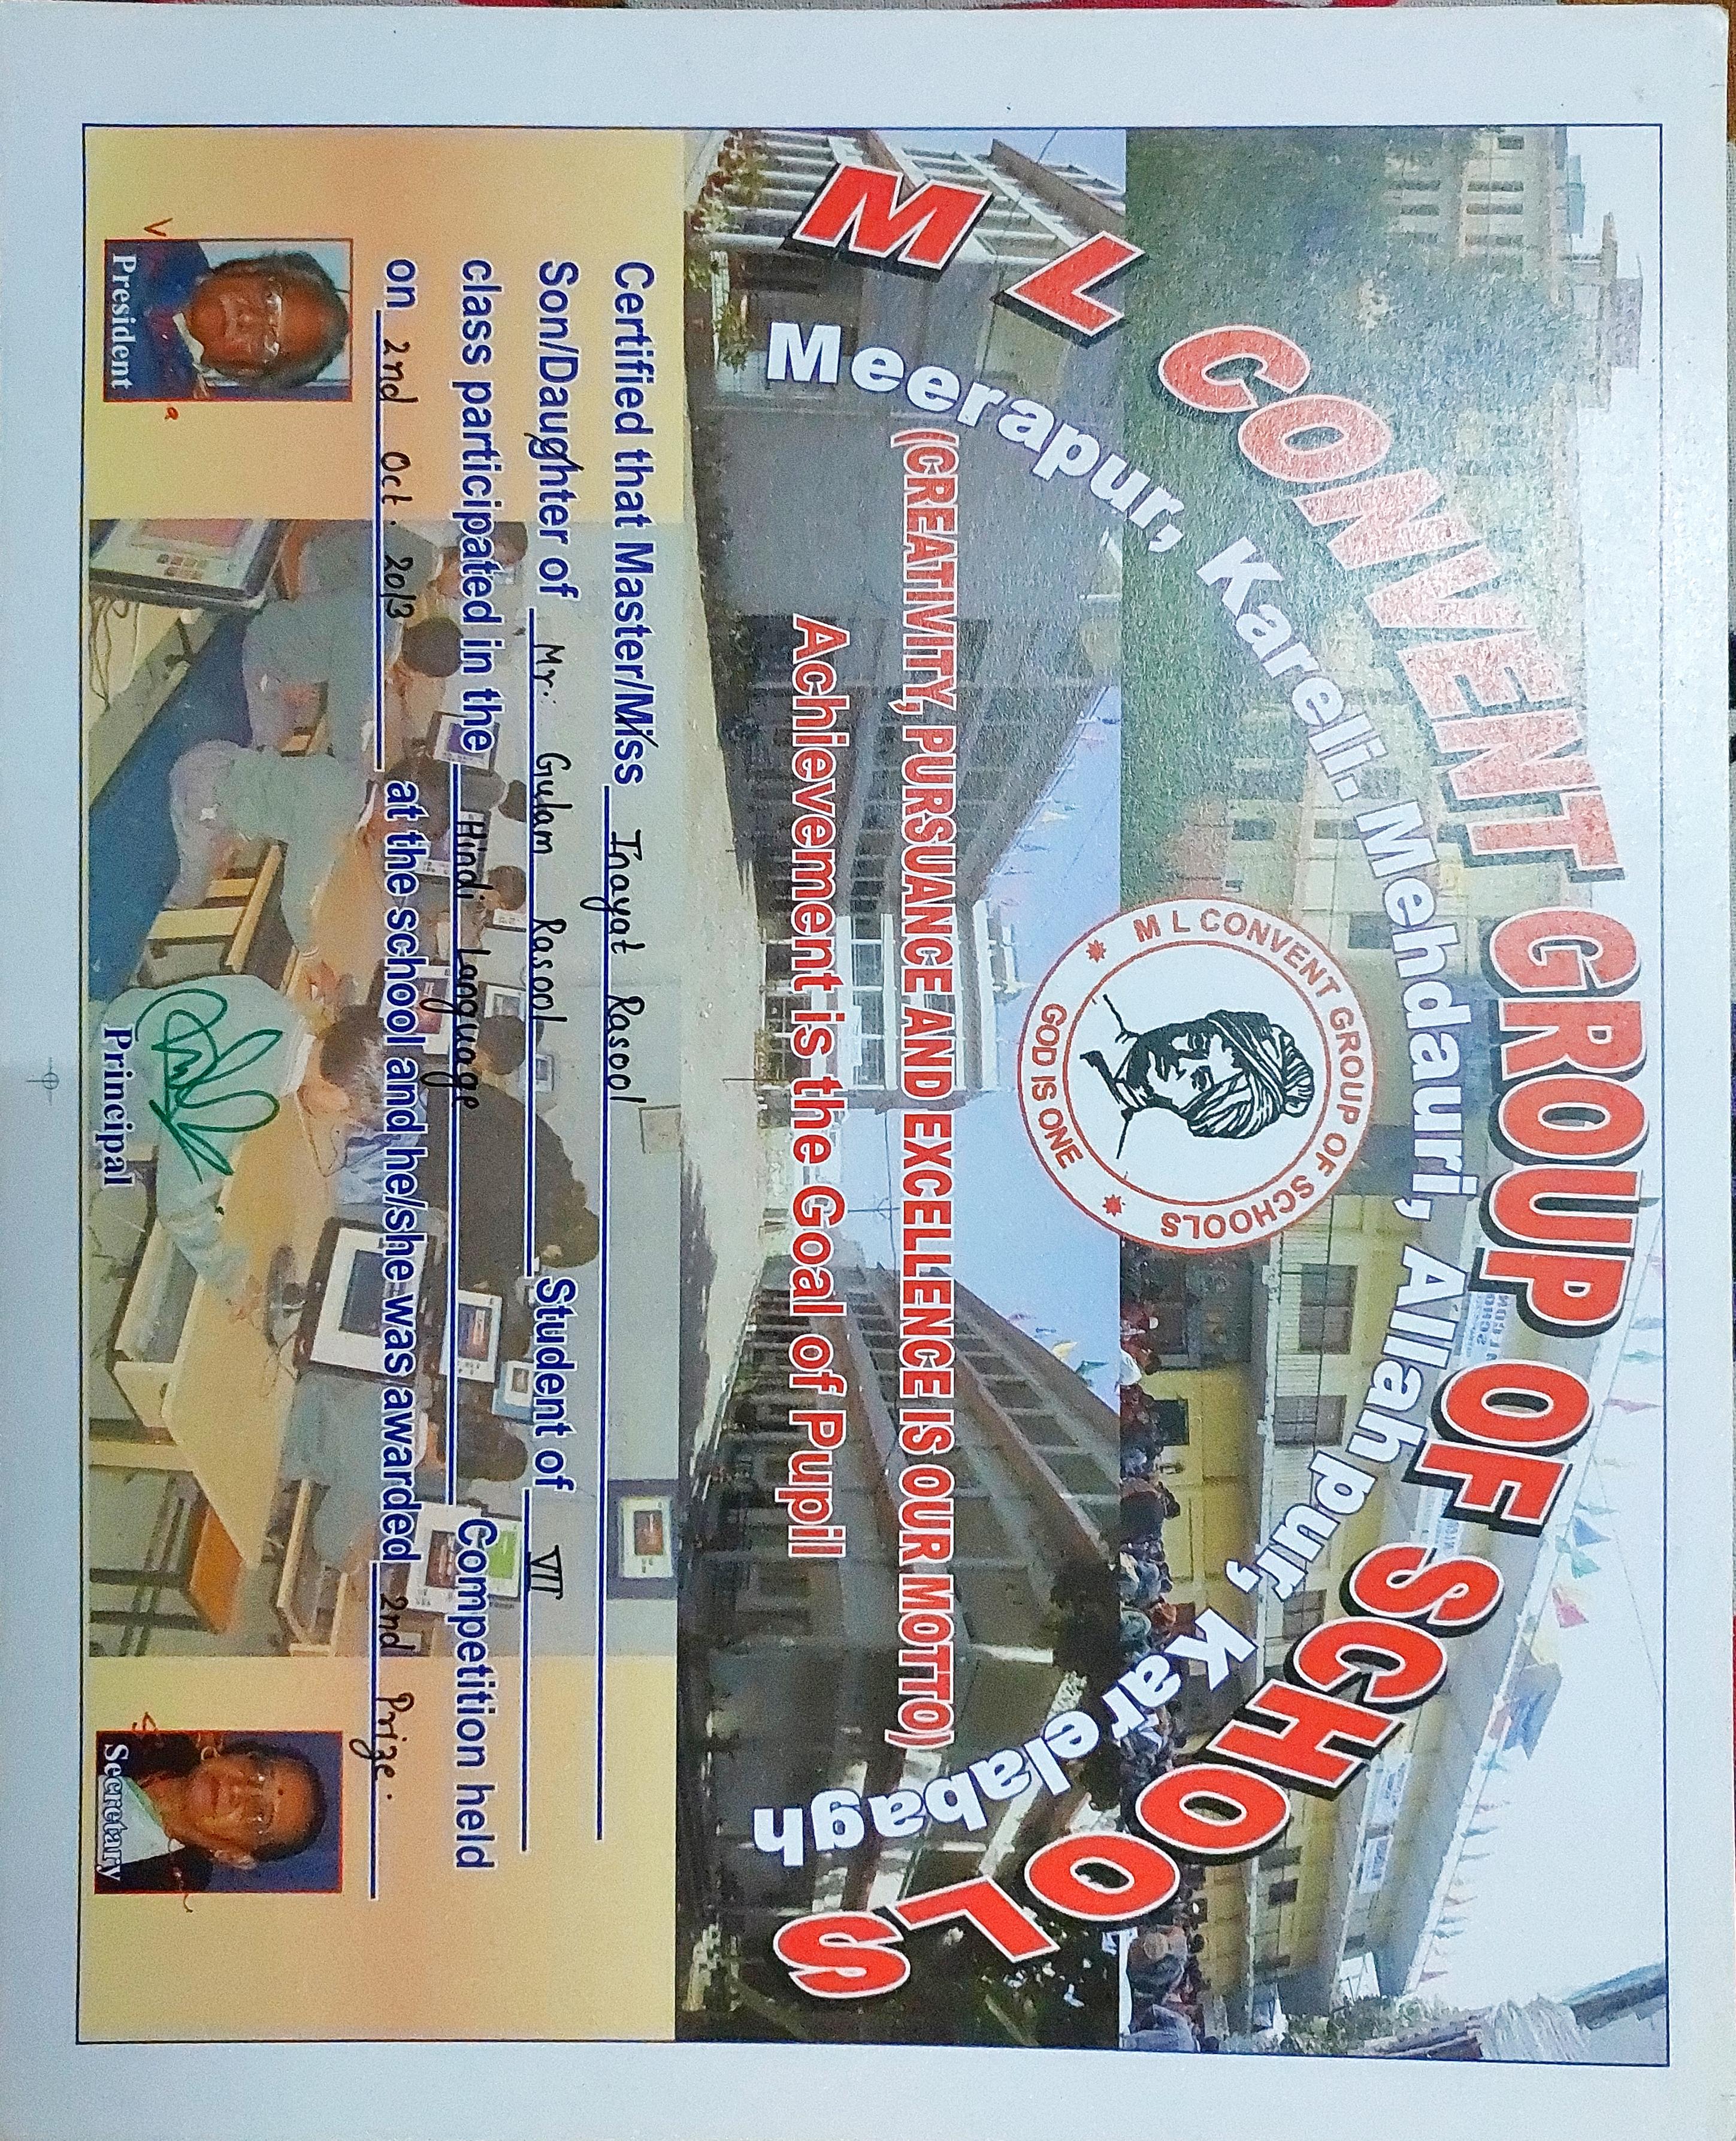 M L CONVENT GROUP OF SCHOOLS
Meerapur, Kareli. Mehdauri, Allahpur, Karelabagh
M L CONVENT GROUP OF SCHOOLS
GOD IS ONE
(CREATIVITY, PURSUANCE AND EXCELLENCE IS OUR MOTTO)
Achievement is the Goal of Pupil
Certified that Master/Miss Inayat Rasool
Son/Daughter of Mr. Gulam Rasool Student of VII
class participated in the Hindi Language Competition held
on 2nd Oct. 2013 at the school and he/she was awarded 2nd Prize.
President
Principal
Secretary